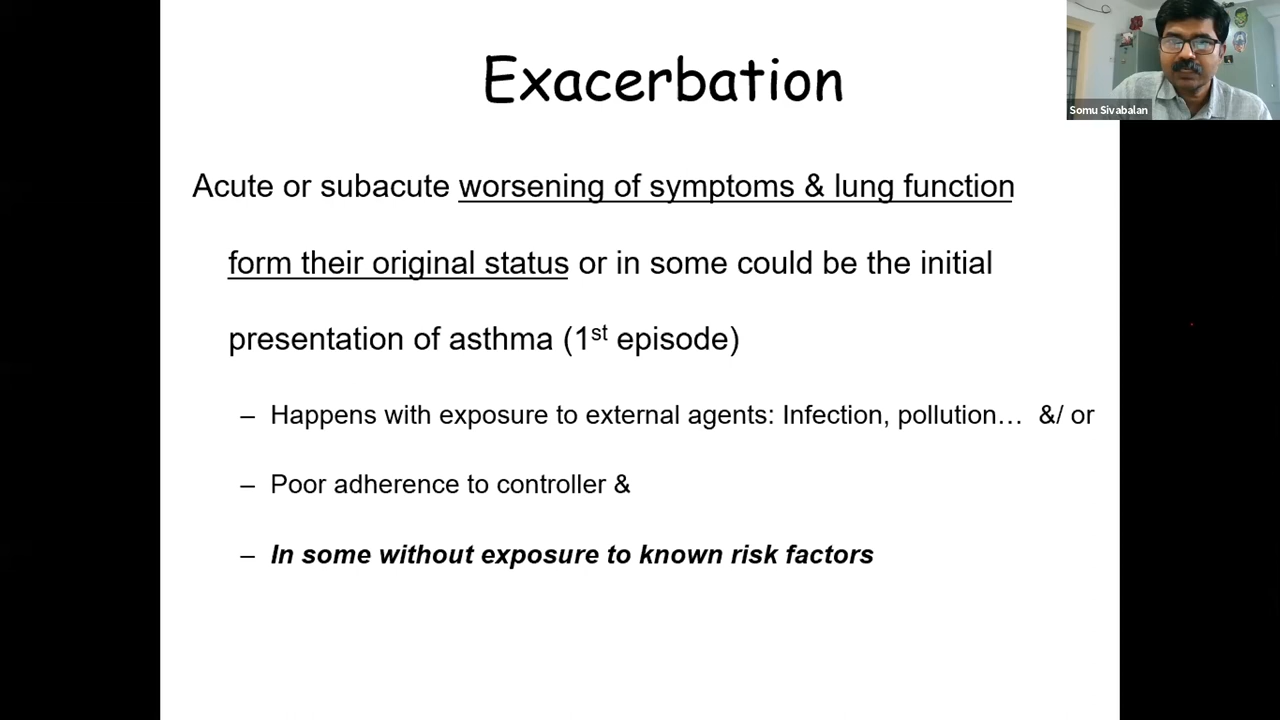 Exacerbation
Somu Sivabalan
Acute or subacute worsening of symptoms & lung function
form their original status or in some could be the initial
presentation of asthma (1st episode)
– Happens with exposure to external agents: Infection, pollution… &/ or
– Poor adherence to controller &
– In some without exposure to known risk factors